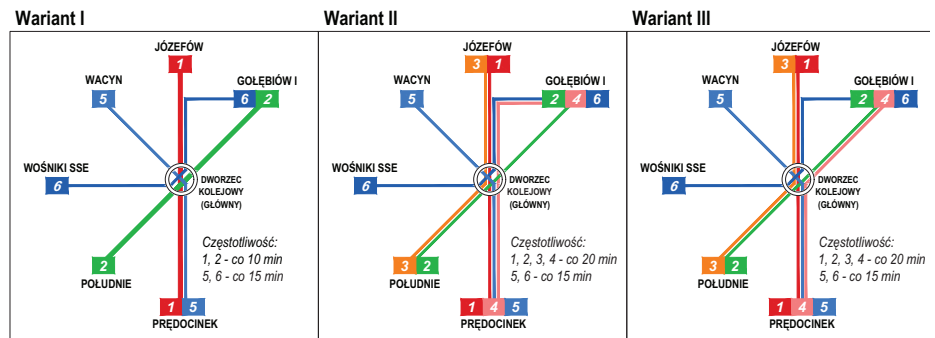 Wariant I
JÓZEFÓW
1
WACYN
5
GOŁĘBIÓW I
6 2
WOŚNIKI SSE
6
DWORZEC
KOLEJOWY
(GŁÓWNY)
2
POŁUDNIE
Częstotliwość:
1, 2 - co 10 min
5, 6 - co 15 min
1 5
PRĘDOCINEK
Wariant II
JÓZEFÓW
3 1
WACYN
5
GOŁĘBIÓW I
2 4 6
WOŚNIKI SSE
6
DWORZEC
KOLEJOWY
(GŁÓWNY)
3 2
POŁUDNIE
Częstotliwość:
1, 2, 3, 4 - co 20 min
5, 6 - co 15 min
1 4 5
PRĘDOCINEK
Wariant III
JÓZEFÓW
3 1
WACYN
5
GOŁĘBIÓW I
2 4 6
WOŚNIKI SSE
6
DWORZEC
KOLEJOWY
(GŁÓWNY)
3 2
POŁUDNIE
Częstotliwość:
1, 2, 3, 4 - co 20 min
5, 6 - co 15 min
1 4 5
PRĘDOCINEK